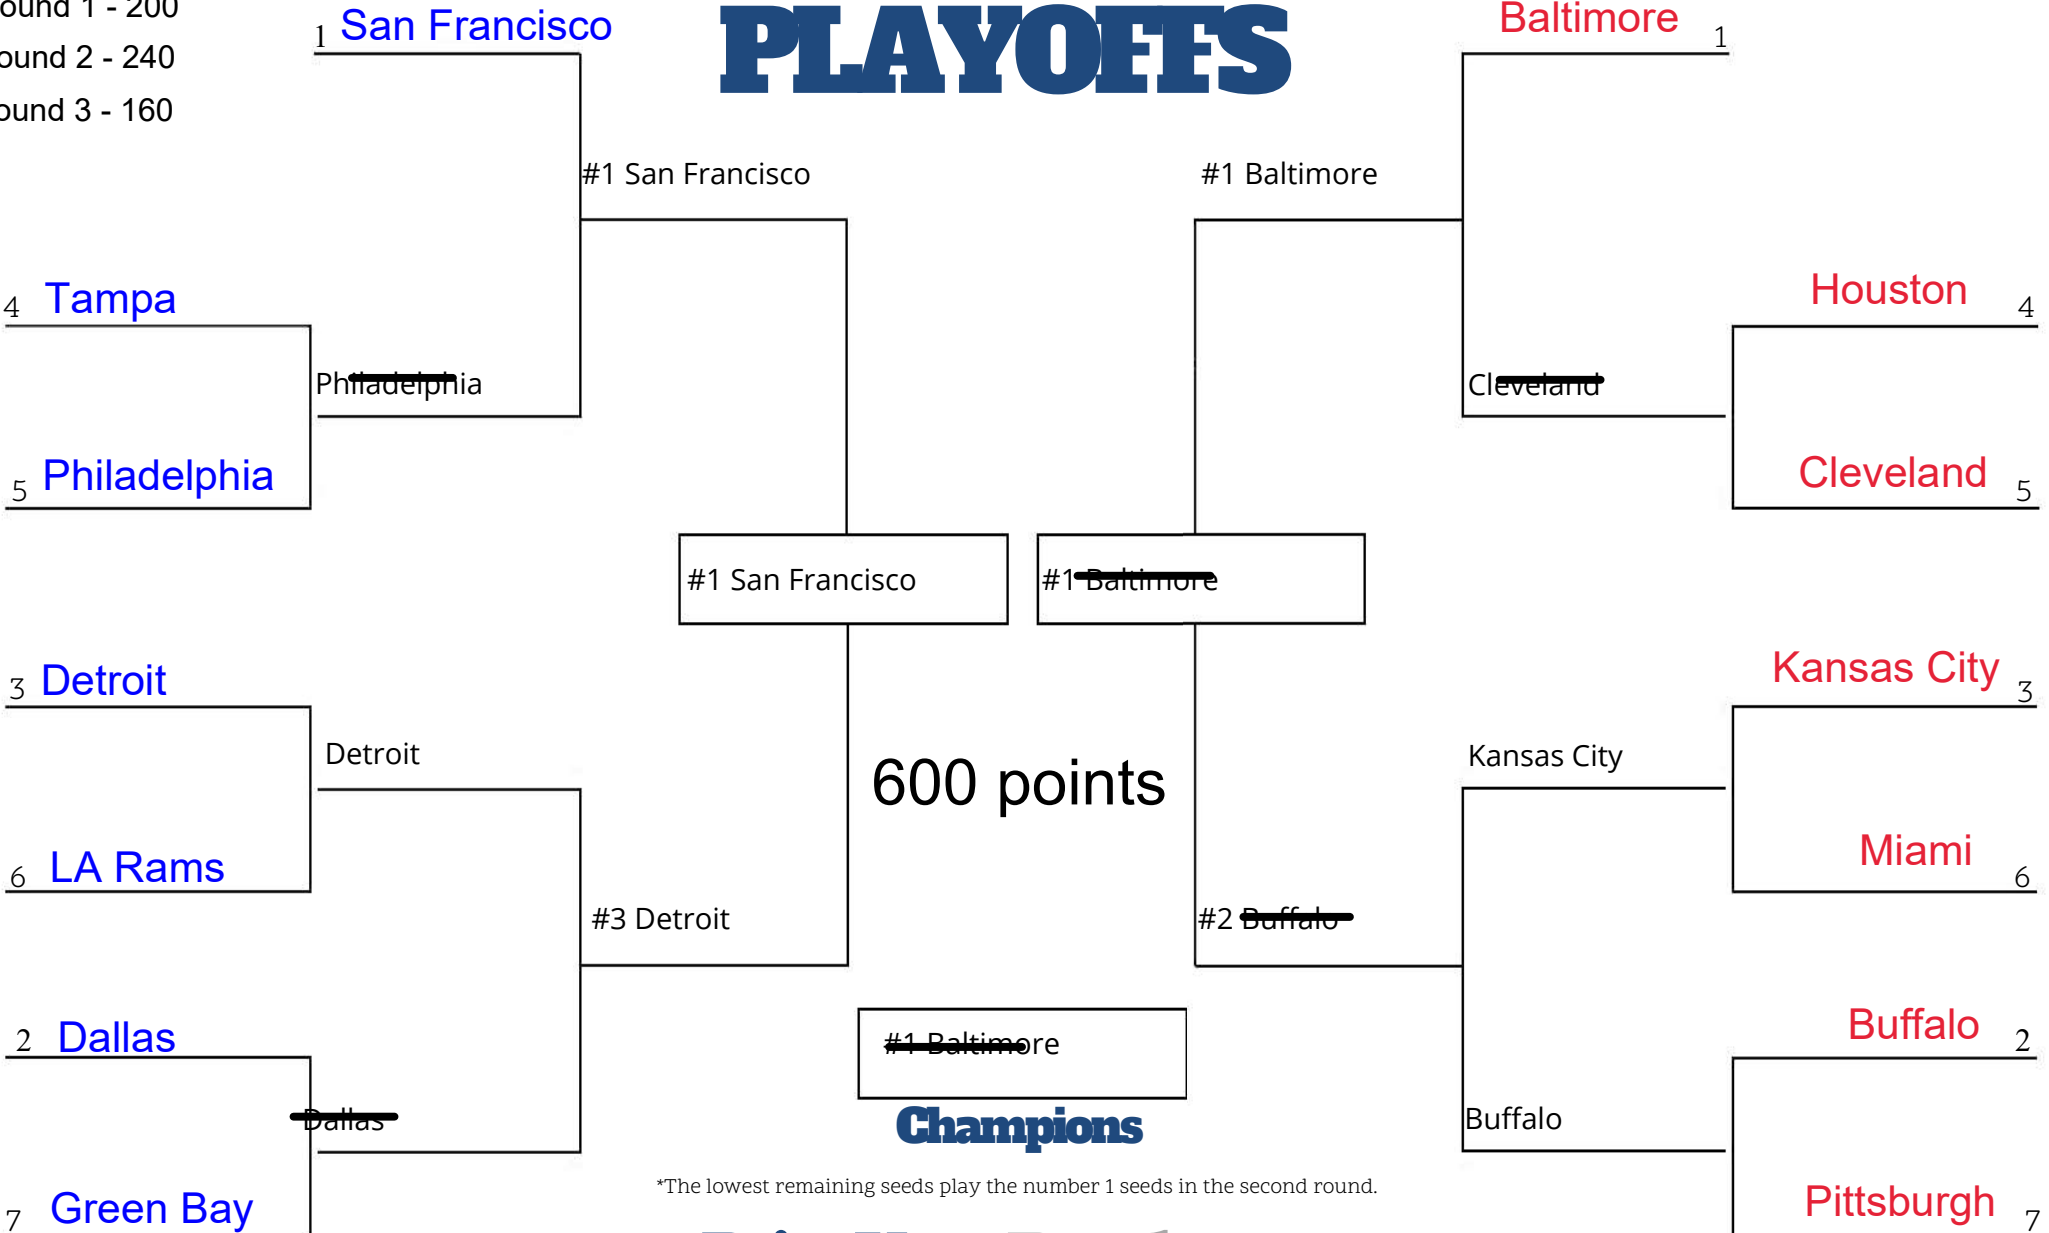 ound 1 - 200
ound 2 - 240
ound 3 - 160
PLAYOFFS
1 San Francisco
Baltimore 1
#1 San Francisco
#1 Baltimore
4 Tampa
Houston 4
Philadelphia
Cleveland
5 Philadelphia
Cleveland 5
#1 San Francisco
#1 Baltimore
3 Detroit
Kansas City 3
Detroit
Kansas City
600 points
6 LA Rams
Miami 6
#3 Detroit
#2 Buffalo
2 Dallas
Buffalo 2
#1 Baltimore
Champions
Dallas
Buffalo
*The lowest remaining seeds play the number 1 seeds in the second round.
7 Green Bay
Pittsburgh 7